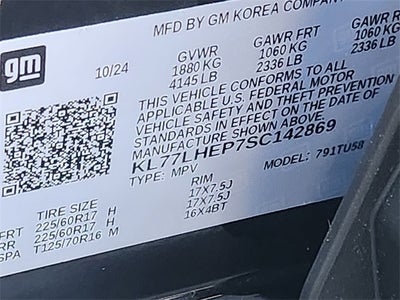 MFD BY GM KOREA COMPAN
gm
10/24
GVWR GAWR FRT GAWR R
1880 KG 1060 KG 1060 KG
4145 LB 2336 LB 2336 LB
THIS VEHICLE CONFORMS TO ALL
APPLICABLE U.S. FEDERAL MOTOR
VEHICLE SAFETY AND THEFT PREVENTION
STANDARDS IN EFFECT ON THE DATE OF
MANUFACTURE SHOWN ABOVE.
KL77LHEP7SC142869
TYPE: MPV MODEL: 791TU58
TIRE SIZE RIM
FRT 225/60R17 H 17X7.5J
RR 225/60R17 H 17X7.5J
SPA T125/70R16 M 16X4BT